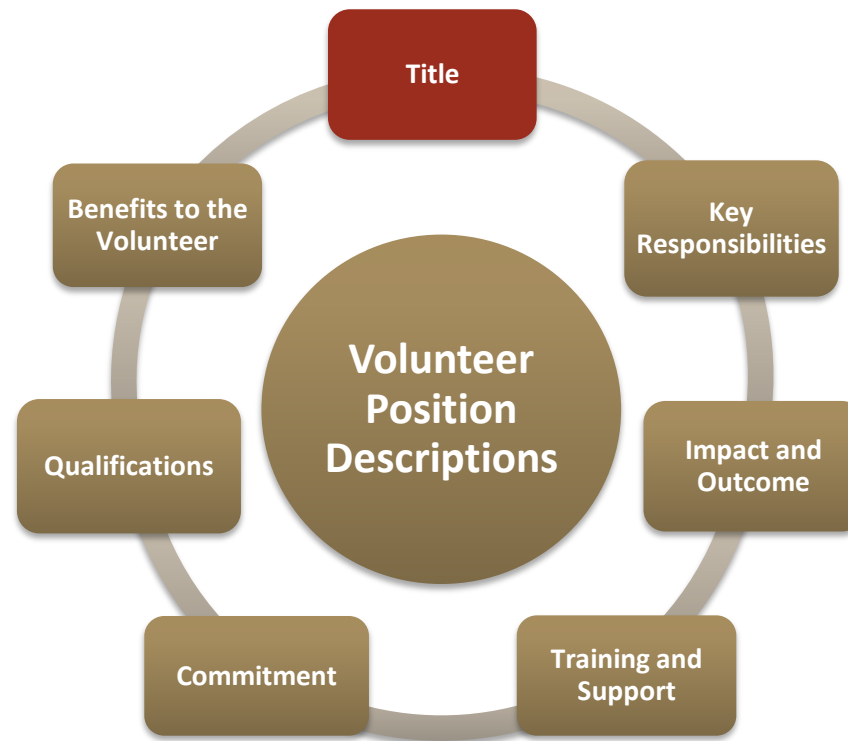 Title
Key
Responsibilities
Impact and
Outcome
Training and
Support
Commitment
Qualifications
Benefits to the
Volunteer
Volunteer
Position
Descriptions